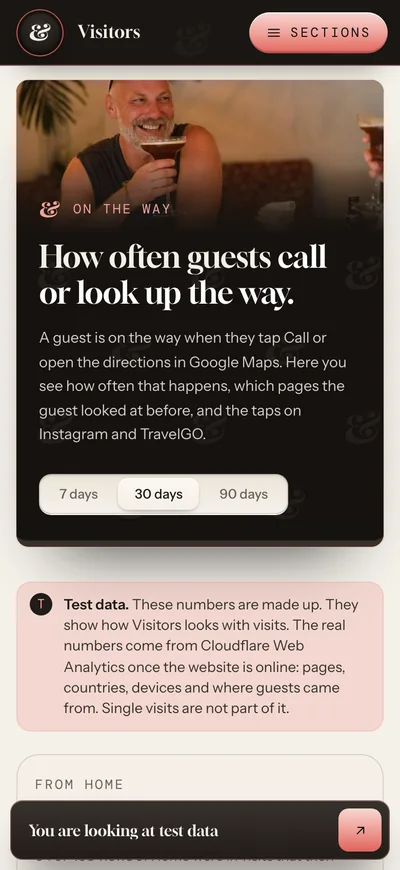 & Visitors
SECTIONS
& ON THE WAY
How often guests call
or look up the way.
A guest is on the way when they tap Call or
open the directions in Google Maps. Here you
see how often that happens, which pages the
guest looked at before, and the taps on
Instagram and TravelGO.
7 days 30 days 90 days
T Test data. These numbers are made up. They
show how Visitors looks with visits. The real
numbers come from Cloudflare Web
Analytics once the website is online: pages,
countries, devices and where guests came
from. Single visits are not part of it.
FROM HOME
You are looking at test data